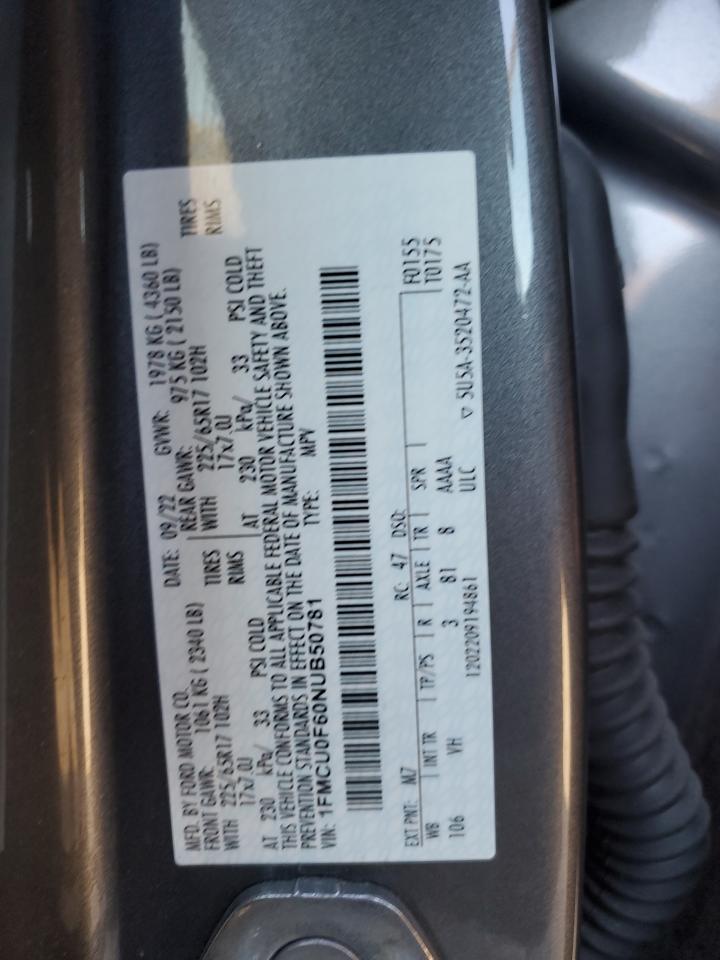 MFD. BY FORD MOTOR CO.
DATE: 09/22 GVWR: 1978 KG ( 4360 LB)
FRONT GAWR: 1061 KG ( 2340 LB) REAR GAWR: 975 KG ( 2150 LB)
WITH 225/65R17 102H TIRES WITH 225/65R17 102H TIRES
17x7.0J RIMS 17x7.0J RIMS
AT 230 kPa/ 33 PSI COLD AT 230 kPa/ 33 PSI COLD
THIS VEHICLE CONFORMS TO ALL APPLICABLE FEDERAL MOTOR VEHICLE SAFETY AND THEFT
PREVENTION STANDARDS IN EFFECT ON THE DATE OF MANUFACTURE SHOWN ABOVE.
VIN: 1FMCU0F60NUB50781 TYPE: MPV
EXT PNT: M7 RC: 47 DSO: F0155
WB INT TR TP/PS R AXLE TR SPR T0175
106 VH 3 B1 8 AAAA
1202209194861 ULC ▽ 5U5A-3520472-AA